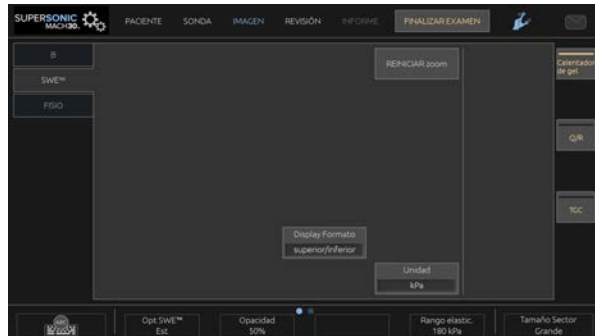 SUPERSONIC
MACH30.
PACIENTE
SONDA
IMAGEN
REVISIÓN
INFORME
FINALIZAR EXAMEN
B
SWE™
FISIO
REINICIAR zoom
Calentador
de gel
Q/R
TGC
Display Formato
superior/inferior
Unidad
kPa
Opt SWE™
Est
Opacidad
50%
Rango elastic.
180 kPa
Tamaño Sector
Grande